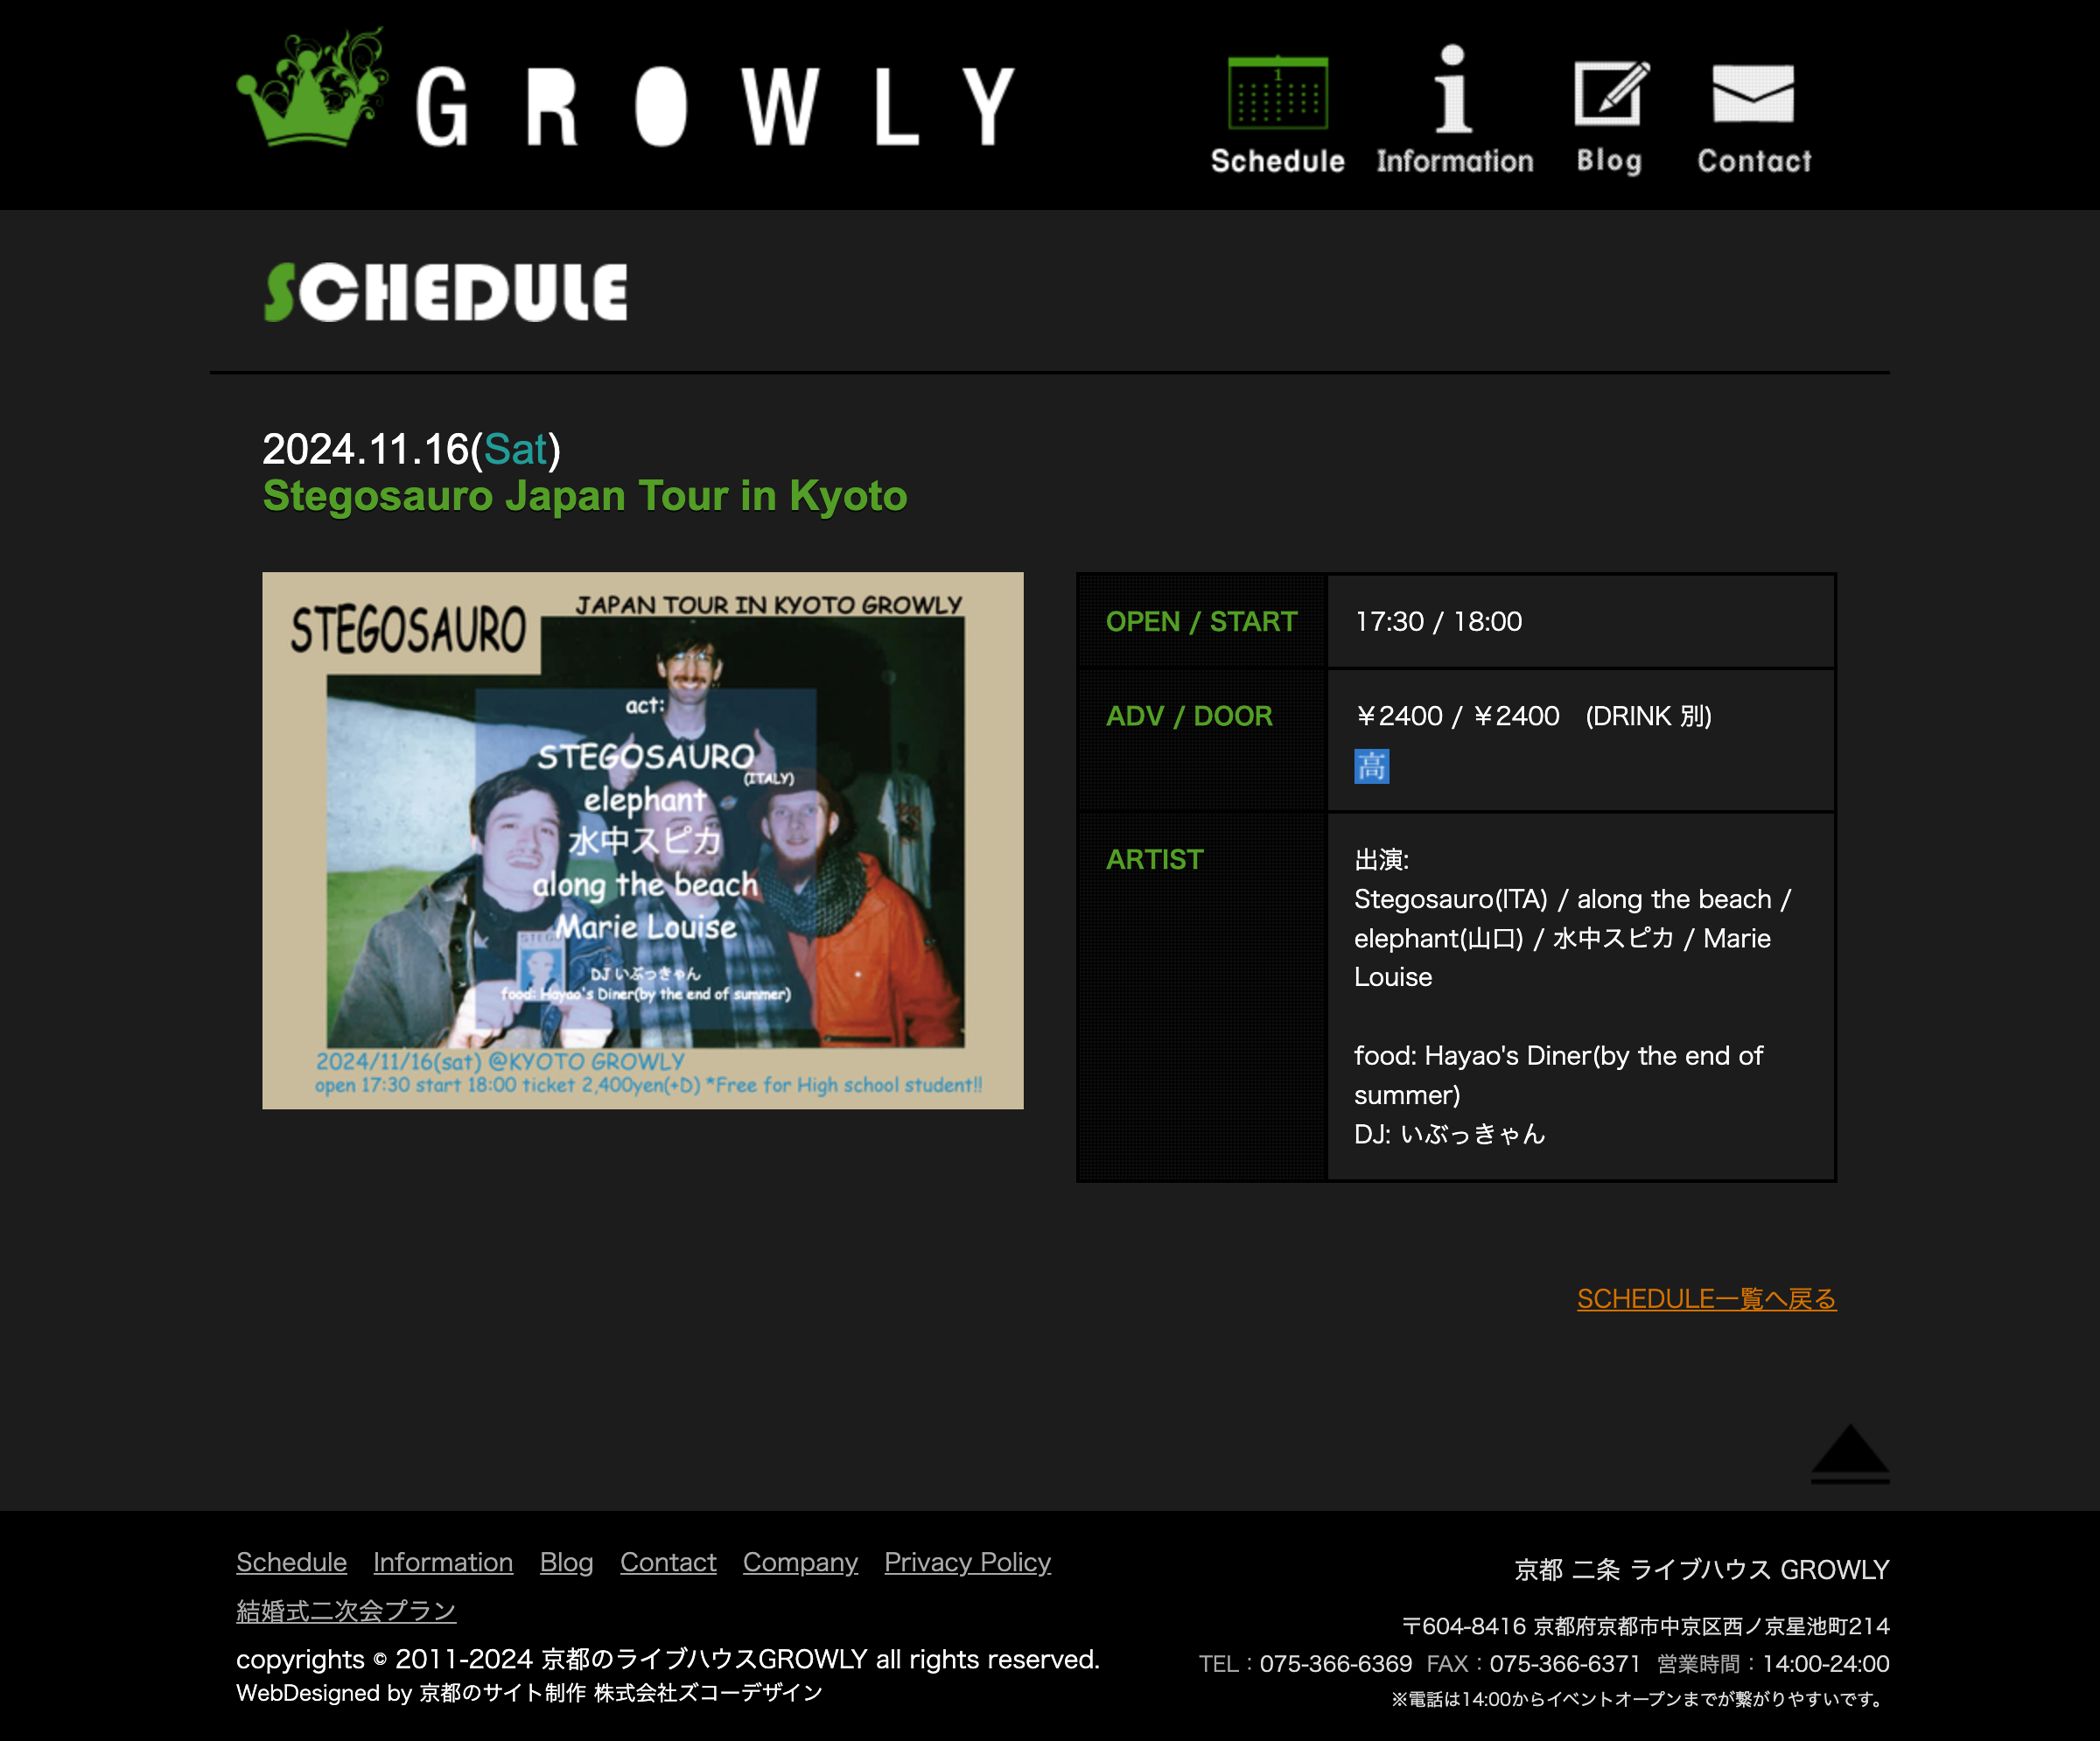 GROWLY
Schedule
Information
Blog
Contact
SCHEDULE
2024.11.16(Sat)
Stegosauro Japan Tour in Kyoto
STEGOSAURO
JAPAN TOUR IN KYOTO GROWLY
act:
STEGOSAURO
(ITALY)
elephant
水中スピカ
along the beach
Marie Louise
DJ いぶっきゃん
food: Hayao's Diner(by the end of summer)
2024/11/16(sat) @KYOTO GROWLY
open 17:30 start 18:00 ticket 2,400yen(+D) *Free for High school student!!
OPEN / START
17:30 / 18:00
ADV / DOOR
￥2400 / ￥2400　(DRINK 別)
高
ARTIST
出演:
Stegosauro(ITA) / along the beach /
elephant(山口) / 水中スピカ / Marie
Louise
food: Hayao's Diner(by the end of
summer)
DJ: いぶっきゃん
SCHEDULE一覧へ戻る
Schedule Information Blog Contact Company Privacy Policy
結婚式二次会プラン
copyrights © 2011-2024 京都のライブハウスGROWLY all rights reserved.
WebDesigned by 京都のサイト制作 株式会社ズコーデザイン
京都 二条 ライブハウス GROWLY
〒604-8416 京都府京都市中京区西ノ京星池町214
TEL：075-366-6369 FAX：075-366-6371 営業時間：14:00-24:00
※電話は14:00からイベントオープンまでが繋がりやすいです。